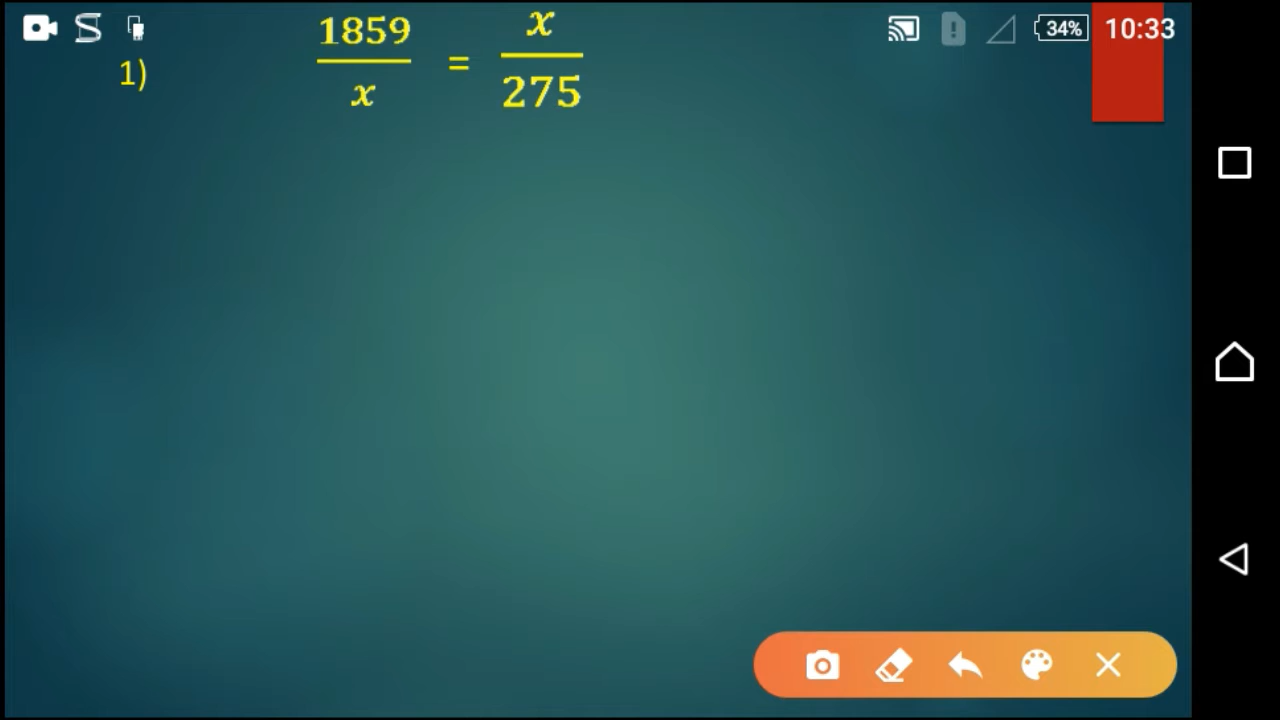 34% 10:33
1) 1859/x = x/275